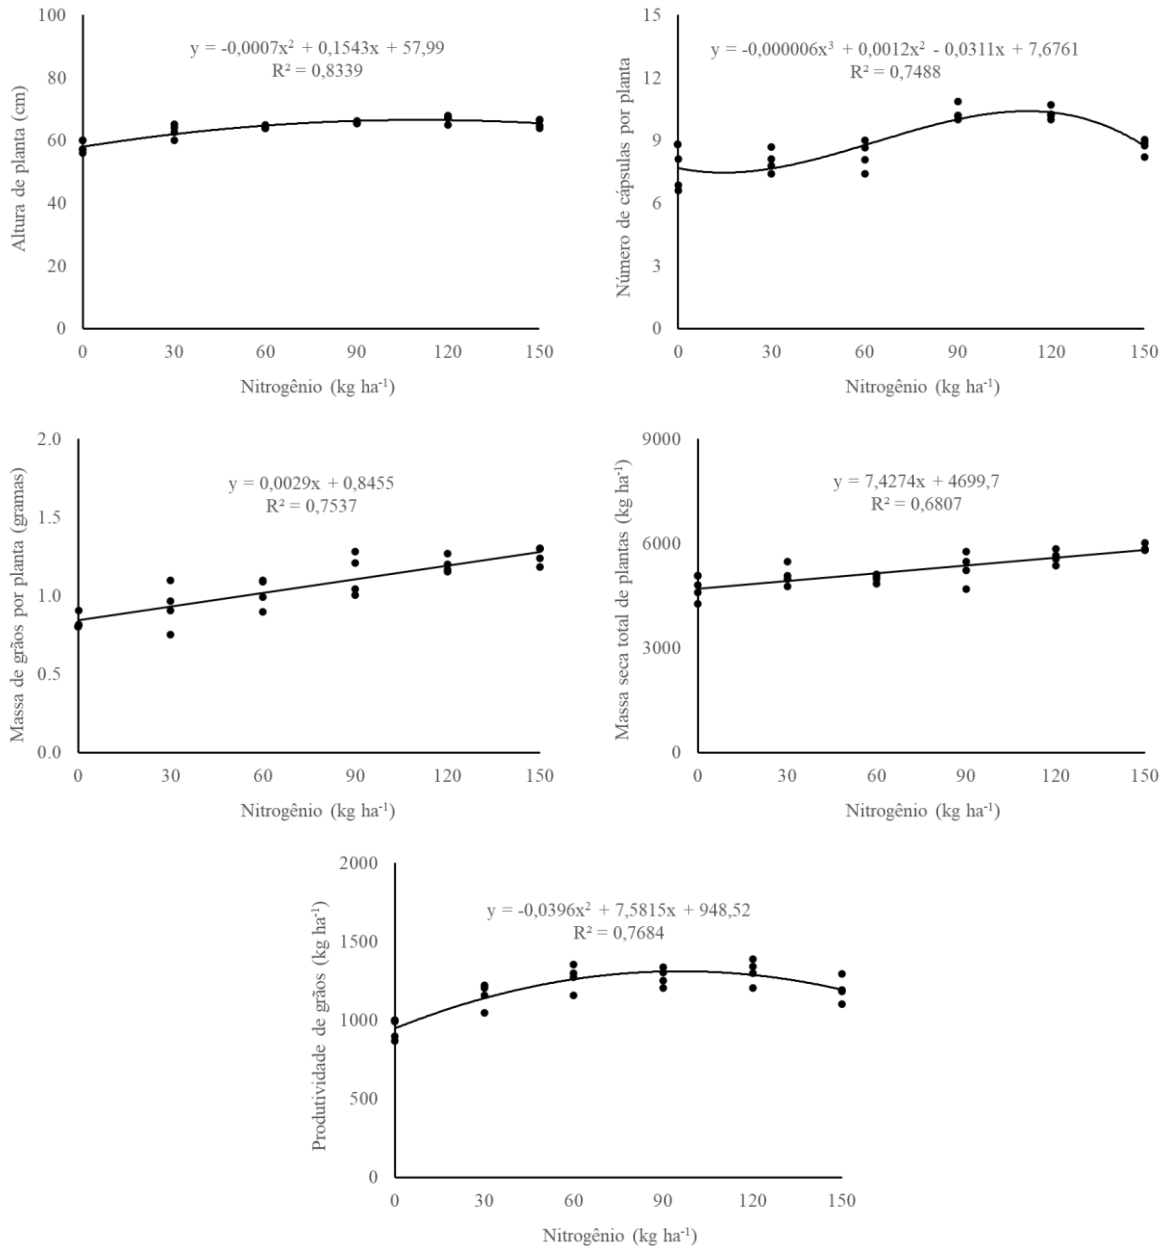 y = -0,0007x² + 0,1543x + 57,99
R² = 0,8339
Altura de planta (cm)
100
80
60
40
20
0
0 30 60 90 120 150
Nitrogênio (kg ha⁻¹)
y = -0,000006x³ + 0,0012x² - 0,0311x + 7,6761
R² = 0,7488
Número de cápsulas por planta
15
12
9
6
3
0
0 30 60 90 120 150
Nitrogênio (kg ha⁻¹)
y = 0,0029x + 0,8455
R² = 0,7537
Massa de grãos por planta (gramas)
2.0
1.5
1.0
0.5
0.0
0 30 60 90 120 150
Nitrogênio (kg ha⁻¹)
y = 7,4274x + 4699,7
R² = 0,6807
Massa seca total de plantas (kg ha⁻¹)
9000
6000
3000
0
0 30 60 90 120 150
Nitrogênio (kg ha⁻¹)
y = -0,0396x² + 7,5815x + 948,52
R² = 0,7684
Produtividade de grãos (kg ha⁻¹)
2000
1500
1000
500
0
0 30 60 90 120 150
Nitrogênio (kg ha⁻¹)